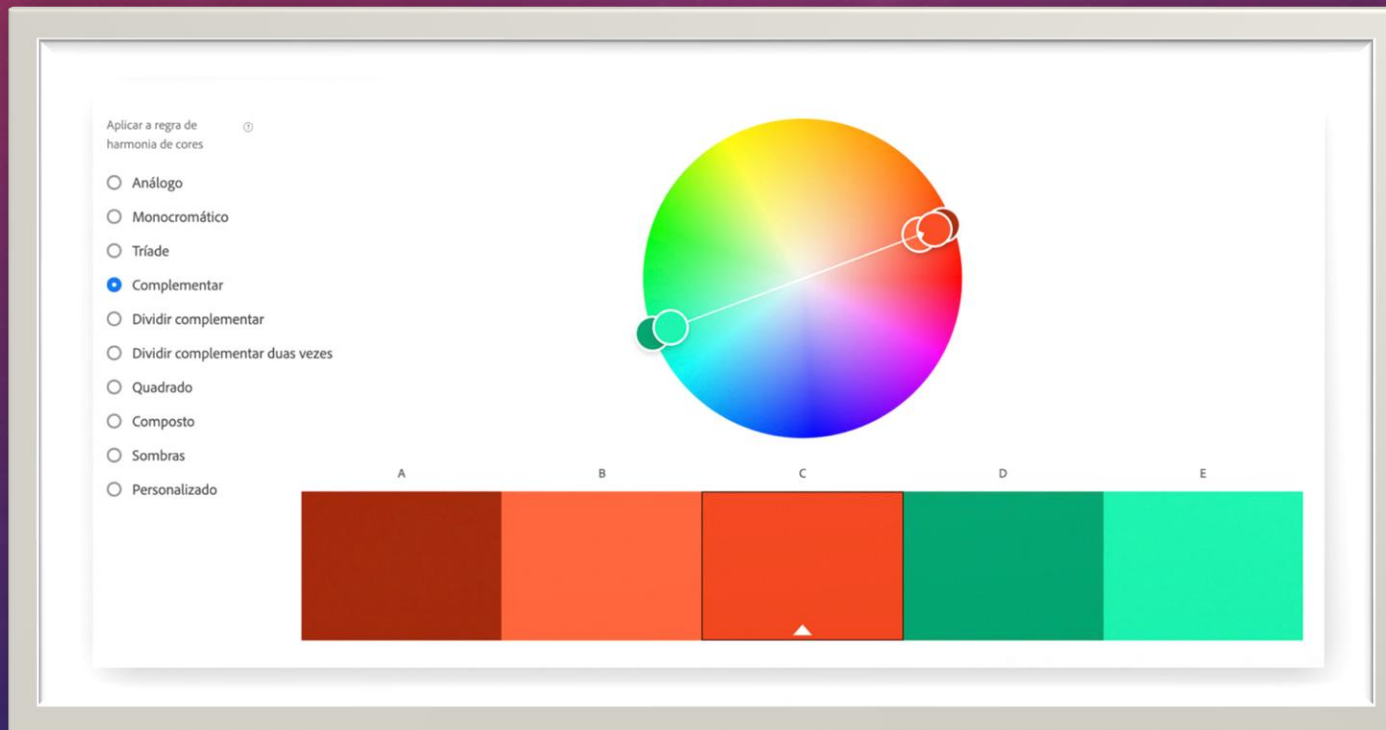 Aplicar a regra de
harmonia de cores
?
Análogo
Monocromático
Tríade
Complementar
Dividir complementar
Dividir complementar duas vezes
Quadrado
Composto
Sombras
Personalizado
A B C D E